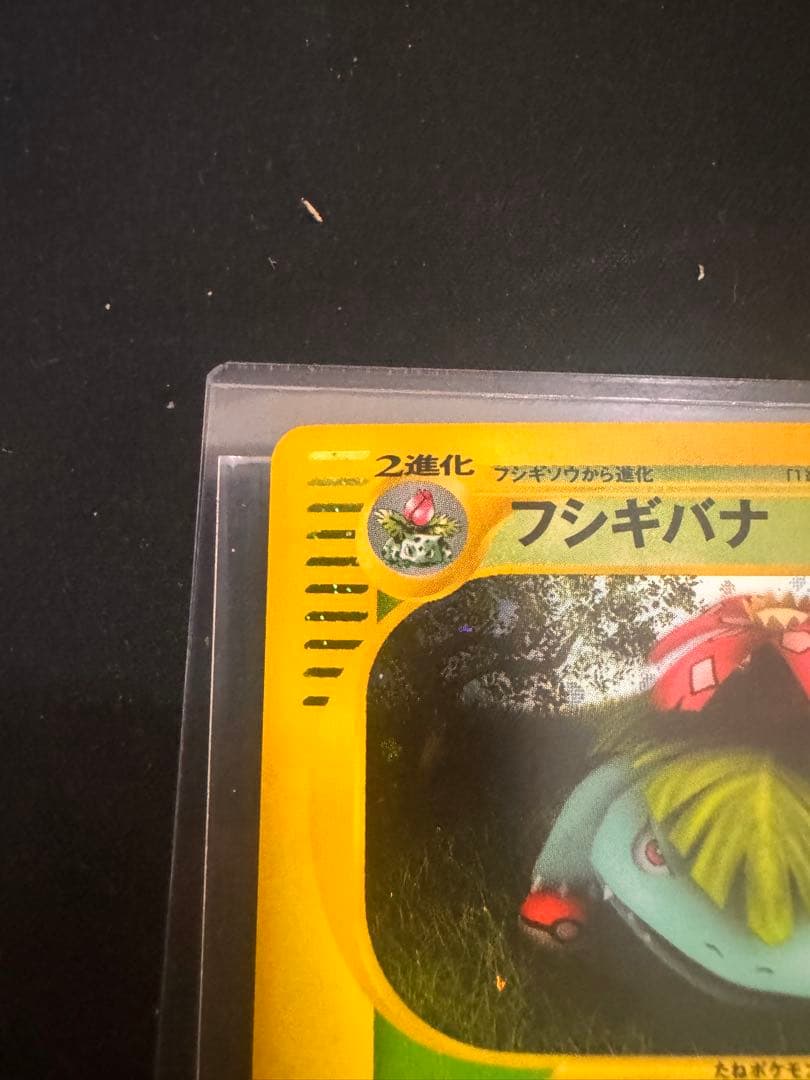 2進化
フシギソウから進化
フシギバナ
たねポケモン